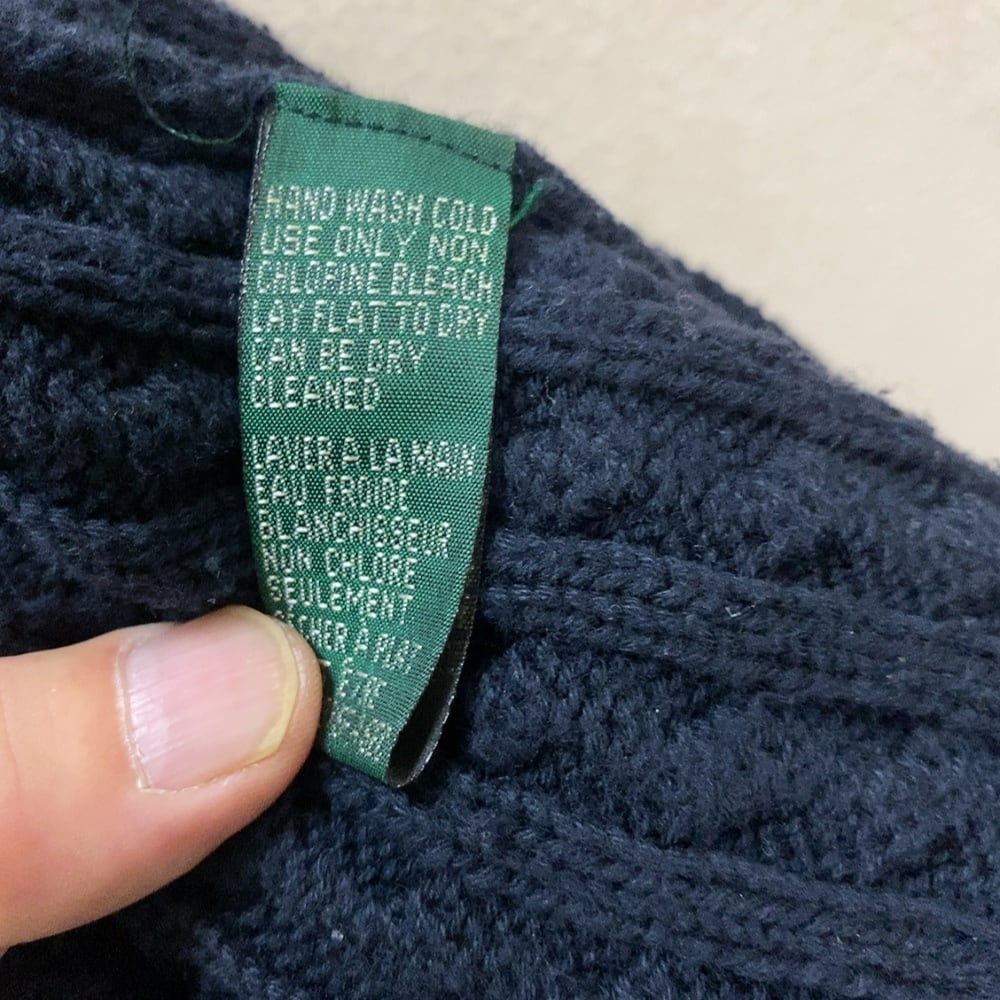 HAND WASH COLD
USE ONLY NON
CHLORINE BLEACH
LAY FLAT TO DRY
CAN BE DRY
CLEANED
LAVER A LA MAIN
EAU FROIDE
BLANCHISSEUR
NON CHLORE
SEULEMENT
A PLAT